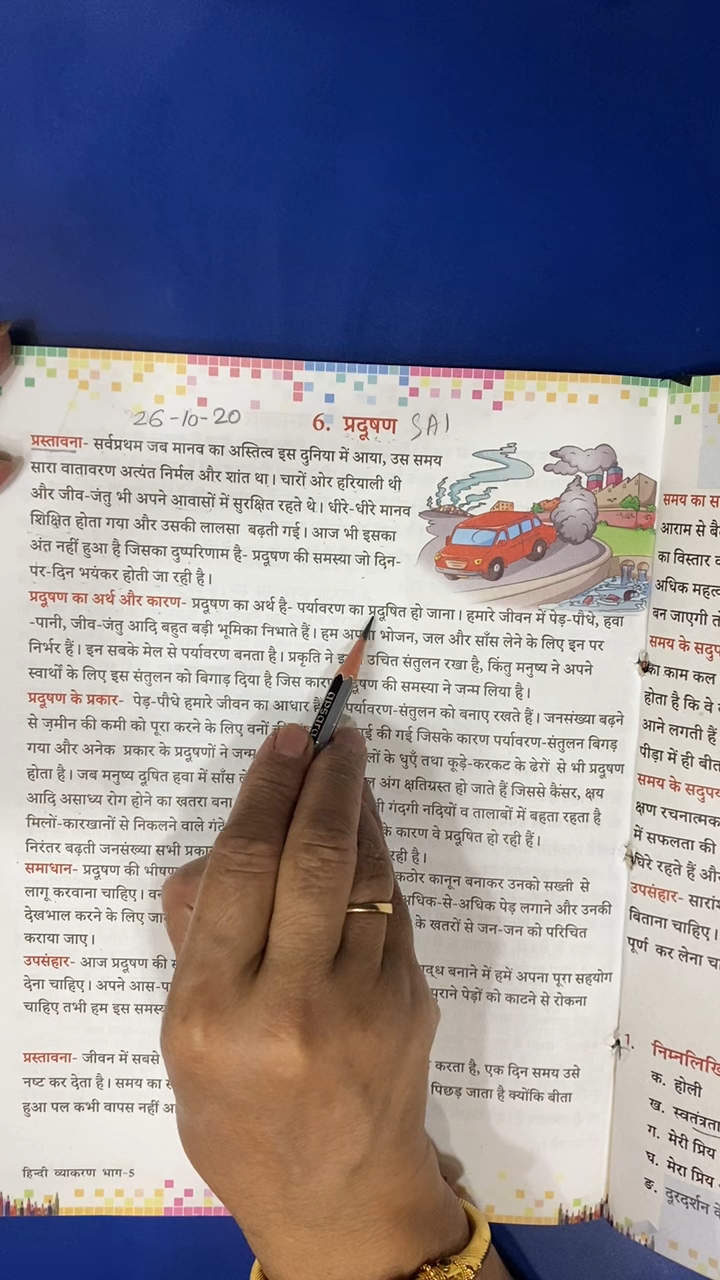 26-10-20
6. प्रदूषण SAI
प्रस्तावना- सर्वप्रथम जब मानव का अस्तित्व इस दुनिया में आया, उस समय
सारा वातावरण अत्यंत निर्मल और शांत था। चारों ओर हरियाली थी
और जीव-जंतु भी अपने आवासों में सुरक्षित रहते थे। धीरे-धीरे मानव
शिक्षित होता गया और उसकी लालसा बढ़ती गई। आज भी इसका
अंत नहीं हुआ है जिसका दुष्परिणाम है- प्रदूषण की समस्या जो दिन-
पर-दिन भयंकर होती जा रही है।
प्रदूषण का अर्थ और कारण- प्रदूषण का अर्थ है- पर्यावरण का प्रदूषित हो जाना। हमारे जीवन में पेड़-पौधे, हवा
-पानी, जीव-जंतु आदि बहुत बड़ी भूमिका निभाते हैं। हम अपना भोजन, जल और साँस लेने के लिए इन पर
निर्भर हैं। इन सबके मेल से पर्यावरण बनता है। प्रकृति ने उचित संतुलन रखा है, किंतु मनुष्य ने अपने
स्वार्थों के लिए इस संतुलन को बिगाड़ दिया है जिस कारण प्रदूषण की समस्या ने जन्म लिया है।
प्रदूषण के प्रकार- पेड़-पौधे हमारे जीवन का आधार पर्यावरण-संतुलन को बनाए रखते हैं। जनसंख्या बढ़ने
से ज़मीन की कमी को पूरा करने के लिए वनों की गई जिसके कारण पर्यावरण-संतुलन बिगड़
गया और अनेक प्रकार के प्रदूषणों ने जन्म के धुएँ तथा कूड़े-करकट के ढेरों से भी प्रदूषण
होता है। जब मनुष्य दूषित हवा में साँस अंग क्षतिग्रस्त हो जाते हैं जिससे कैंसर, क्षय
आदि असाध्य रोग होने का खतरा बना गंदगी नदियों व तालाबों में बहता रहता है
मिलों-कारखानों से निकलने वाले गंदे के कारण वे प्रदूषित हो रही हैं।
निरंतर बढ़ती जनसंख्या सभी रही है।
समाधान- प्रदूषण की कठोर कानून बनाकर उनको सख्ती से
लागू करवाना चाहिए। अधिक-से-अधिक पेड़ लगाने और उनकी
देखभाल करने के लिए के खतरों से जन-जन को परिचित
कराया जाए।
उपसंहार- आज प्रदूषण की बनाने में हमें अपना पूरा सहयोग
देना चाहिए। अपने पुराने पेड़ों को काटने से रोकना
चाहिए तभी हम इस
प्रस्तावना- जीवन में सबसे करता है, एक दिन समय उसे
नष्ट कर देता है। समय का पिछड़ जाता है क्योंकि बीता
हुआ पल कभी वापस नहीं
हिन्दी व्याकरण भाग-5
समय का
आराम से
का विस्तार
अधिक
बन जाएगी
समय के
का काम कल
होता है कि वे
आने लगती हैं
पीड़ा में ही
समय के
क्षण रचनात्मक
में सफलता की
घिरे रहते हैं
उपसंहार-
बिताना चाहिए।
पूर्ण कर लेना
1.
क. होली
ख. स्वतंत्रता
ग. मेरी प्रिय
घ. मेरा प्रिय
ङ. दूरदर्शन